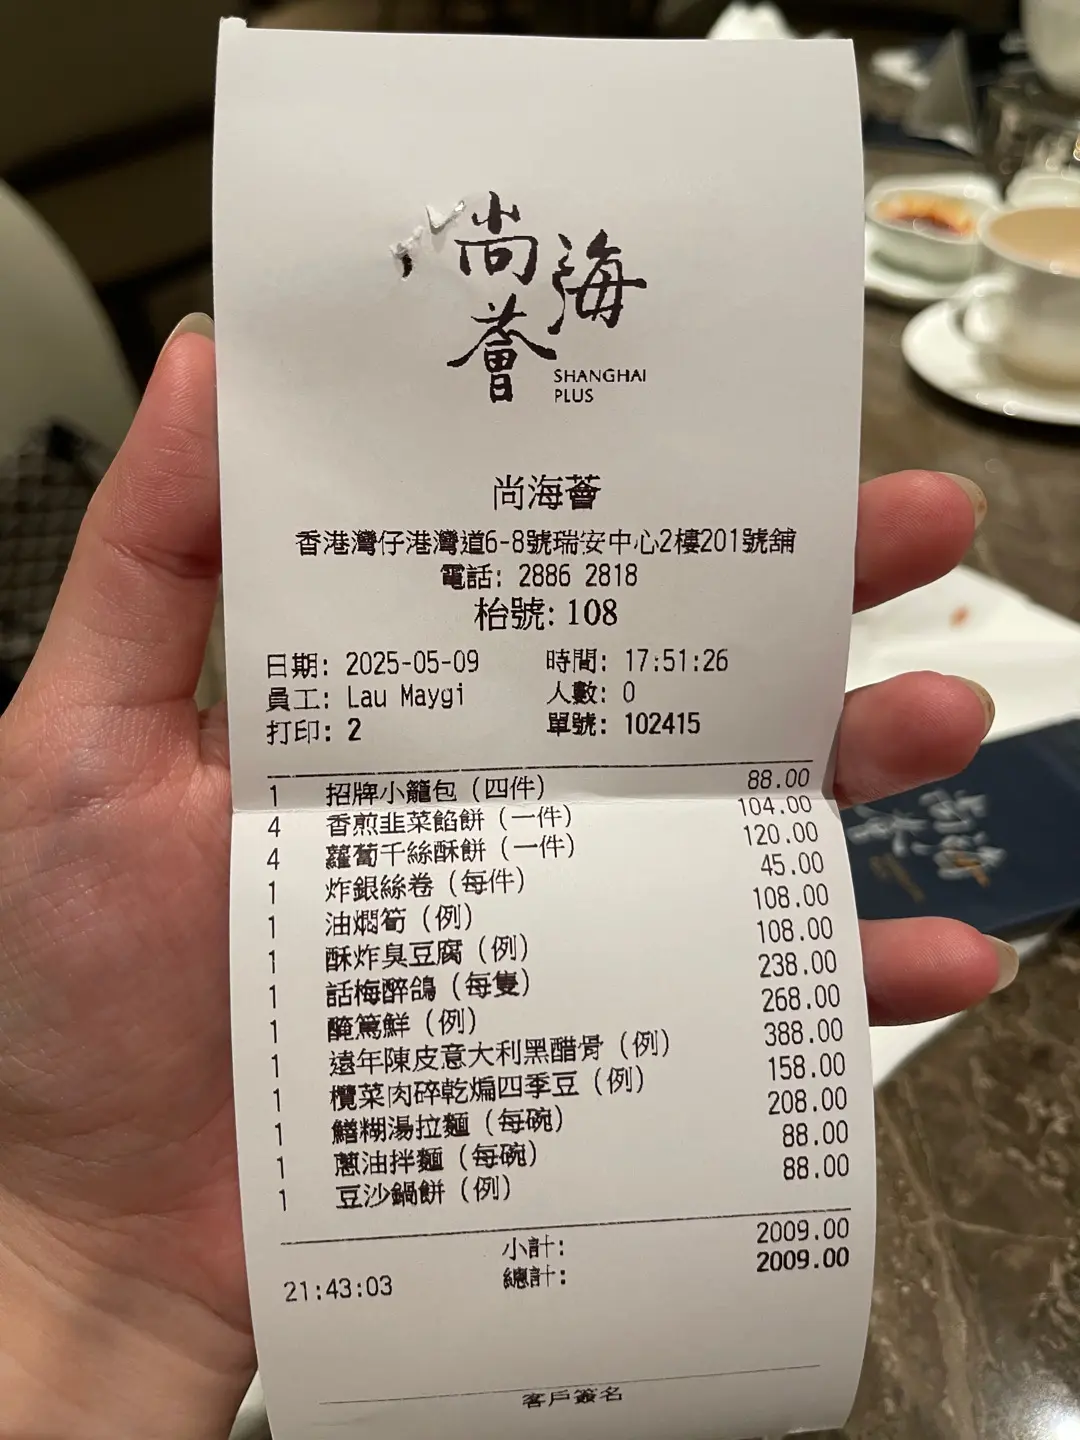 尚海
薈
SHANGHAI
PLUS
尚海薈
香港灣仔港灣道6-8號瑞安中心2樓201號舖
電話: 2886 2818
枱號: 108
日期: 2025-05-09 時間: 17:51:26
員工: Lau Maygi 人數: 0
打印: 2 單號: 102415
1 招牌小籠包 (四件) 88.00
4 香煎韭菜餡餅 (一件) 104.00
4 蘿蔔千絲酥餅 (一件) 120.00
1 炸銀絲卷 (每件) 45.00
1 油燜筍 (例) 108.00
1 酥炸臭豆腐 (例) 108.00
1 話梅醉鴿 (每隻) 238.00
1 醃篤鮮 (例) 268.00
1 遠年陳皮意大利黑醋骨 (例) 388.00
1 欖菜肉碎乾煸四季豆 (例) 158.00
1 鱔糊湯拉麵 (每碗) 208.00
1 蔥油拌麵 (每碗) 88.00
1 豆沙鍋餅 (例) 88.00
小計: 2009.00
21:43:03 總計: 2009.00
客戶簽名